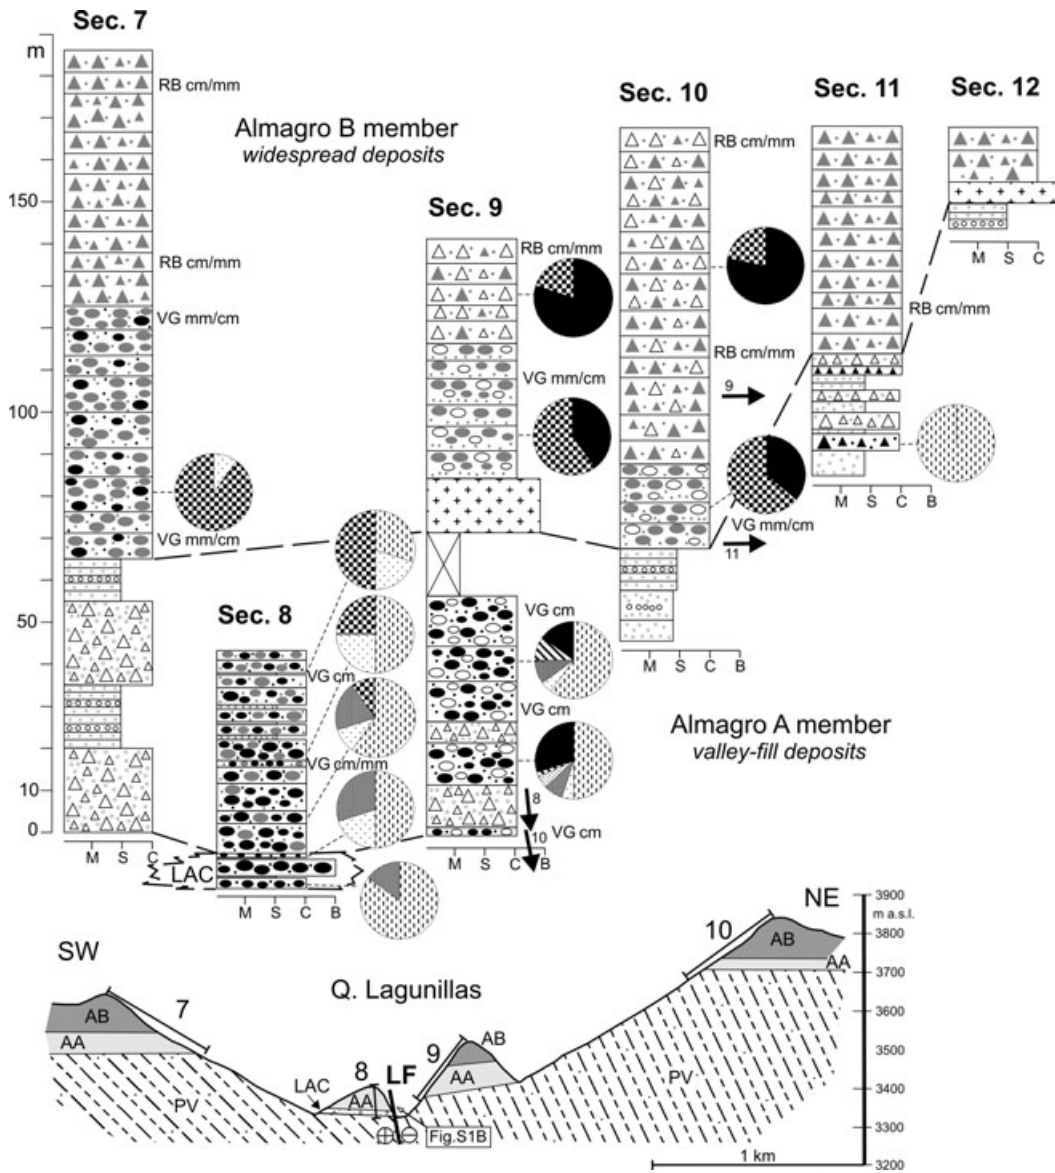 Sec. 7
m
RB cm/mm
Almagro B member
widespread deposits
Sec. 10
Sec. 11
Sec. 12
RB cm/mm
150
Sec. 9
M S C
RB cm/mm
RB cm/mm
VG mm/cm
RB cm/mm
RB cm/mm
VG mm/cm
9
100
M S C B
VG mm/cm
VG mm/cm
11
50
Sec. 8
VG cm
M S C B
VG cm
VG cm
Almagro A member
valley-fill deposits
VG cm/mm
10
8
0
10
VG cm
M S C
M S C B
LAC
M S C B
NE
3900
m a.s.l.
SW
10
AB
3800
AA
3700
Q. Lagunillas
7
AB
3600
AA
9
AB
3500
8
LF
AA
PV
LAC
AA
3400
PV
Fig.S1B
3300
1 km
3200